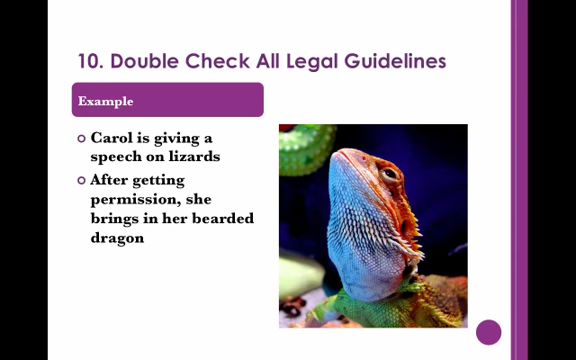 10. Double Check All Legal Guidelines
Example
Carol is giving a
speech on lizards
After getting
permission, she
brings in her bearded
dragon